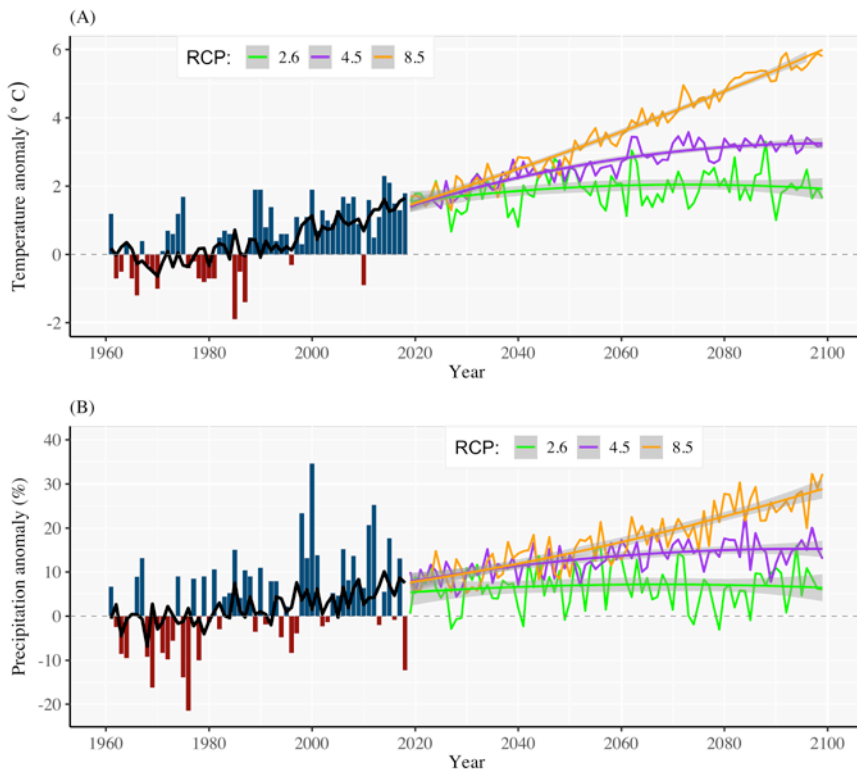 (A)
RCP: 2.6 4.5 8.5
Temperature anomaly (° C)
6
4
2
0
-2
1960 1980 2000 2020 2040 2060 2080 2100
Year
(B)
RCP: 2.6 4.5 8.5
Precipitation anomaly (%)
40
30
20
10
0
-10
-20
1960 1980 2000 2020 2040 2060 2080 2100
Year